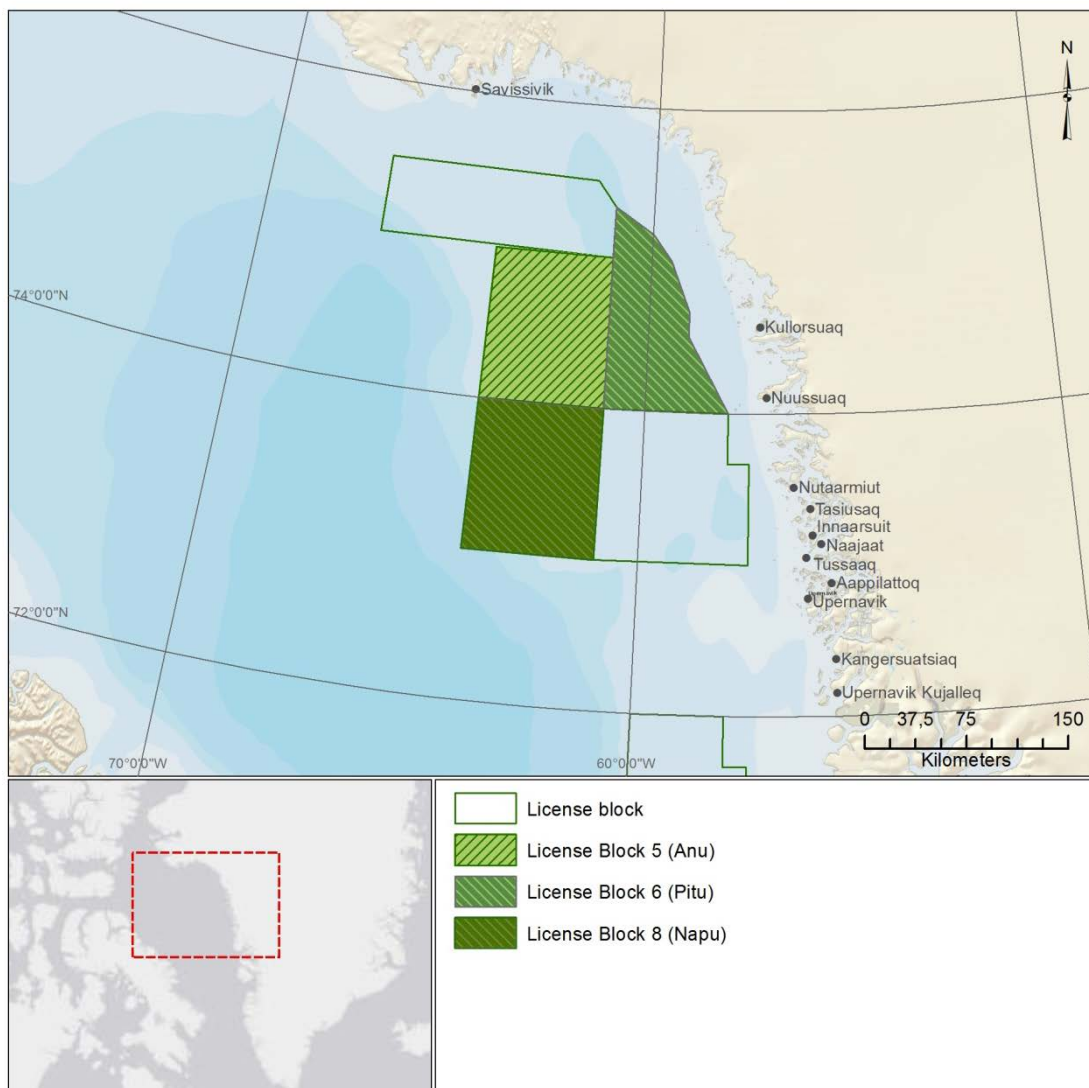 N
Savissivik
74°0'0"N
Kullorsuaq
Nuussuaq
Nutaarmiut
Tasiusaq
Innaarsuit
Naajaat
Tussaaq
Aappilattoq
Upernavik
Upernavik
72°0'0"N
Kangersuatsiaq
Upernavik Kujalleq
0 37,5 75 150
Kilometers
70°0'0"W
60°0'0"W
License block
License Block 5 (Anu)
License Block 6 (Pitu)
License Block 8 (Napu)